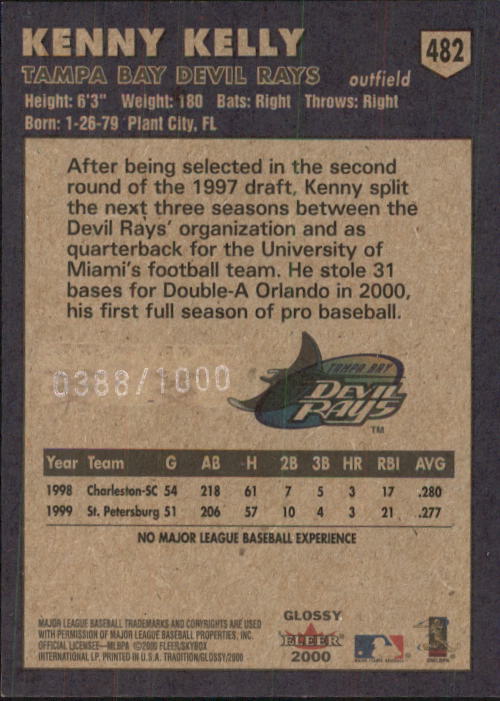 KENNY KELLY
482
TAMPA BAY DEVIL RAYS outfield
Height: 6'3" Weight: 180 Bats: Right Throws: Right
Born: 1-26-79 Plant City, FL
After being selected in the second
round of the 1997 draft, Kenny split
the next three seasons between the
Devil Rays' organization and as
quarterback for the University of
Miami's football team. He stole 31
bases for Double-A Orlando in 2000,
his first full season of pro baseball.
0388/1000
TAMPA BAY
DEVIL
RAYS
TM
Year Team G AB H 2B 3B HR RBI AVG
1998 Charleston-SC 54 218 61 7 5 3 17 .280
1999 St. Petersburg 51 206 57 10 4 3 21 .277
NO MAJOR LEAGUE BASEBALL EXPERIENCE
MAJOR LEAGUE BASEBALL TRADEMARKS AND COPYRIGHTS ARE USED
WITH PERMISSION OF MAJOR LEAGUE BASEBALL PROPERTIES, INC.
OFFICIAL LICENSEE—MLBPA ©2000 FLEER/SKYBOX
INTERNATIONAL LP. PRINTED IN U.S.A. TRADITION/GLOSSY/2000
GLOSSY
FLEER
2000